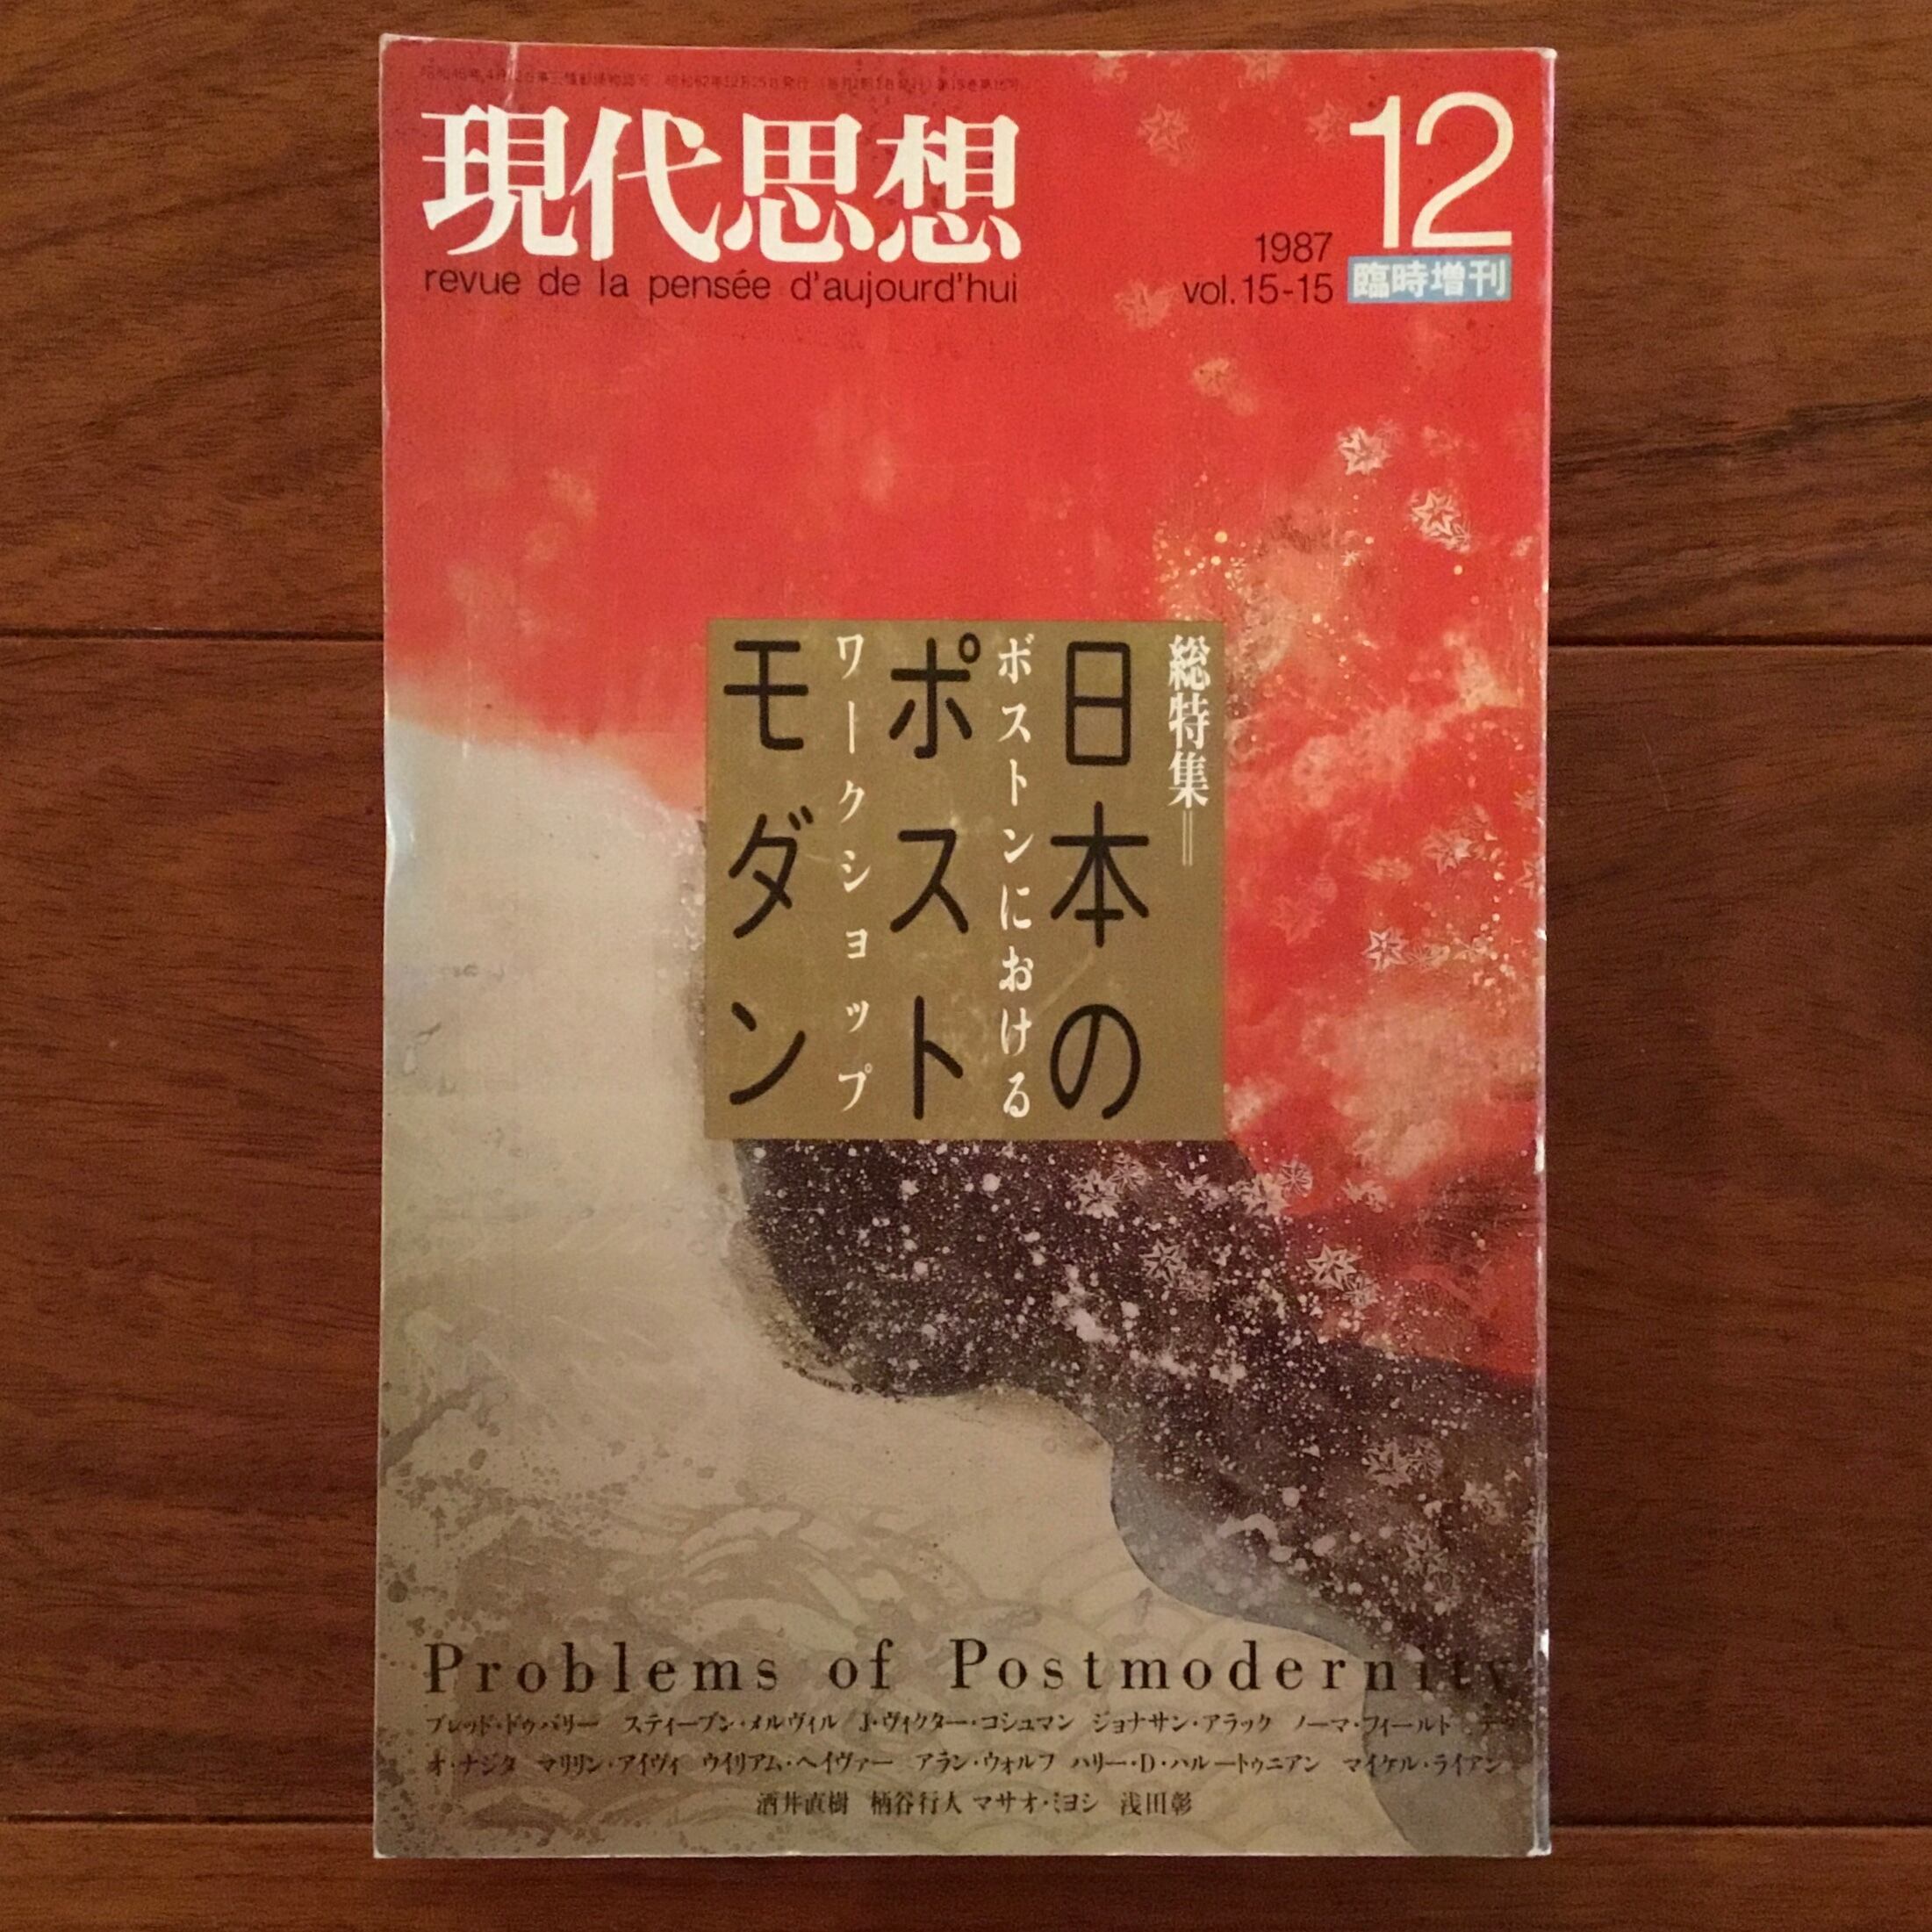 現代思想
revue de la pensée d'aujourd'hui
12
1987
vol.15-15
臨時増刊
総特集=
日本の
ボストンにおける
ポスト
ワークショップ
モダン
Problems of Postmodernity
ブレッド・ドゥバリー スティーブン・メルヴィル J・ヴィクター・コシュマン ジョナサン・アラック ノーマ・フィールド テツ
オ・ナジタ マリリン・アイヴィ ウイリアム・ヘイヴァー アラン・ウォルフ ハリー・D・ハルートゥニアン マイケル・ライアン
酒井直樹 柄谷行人 マサオ・ミヨシ 浅田彰